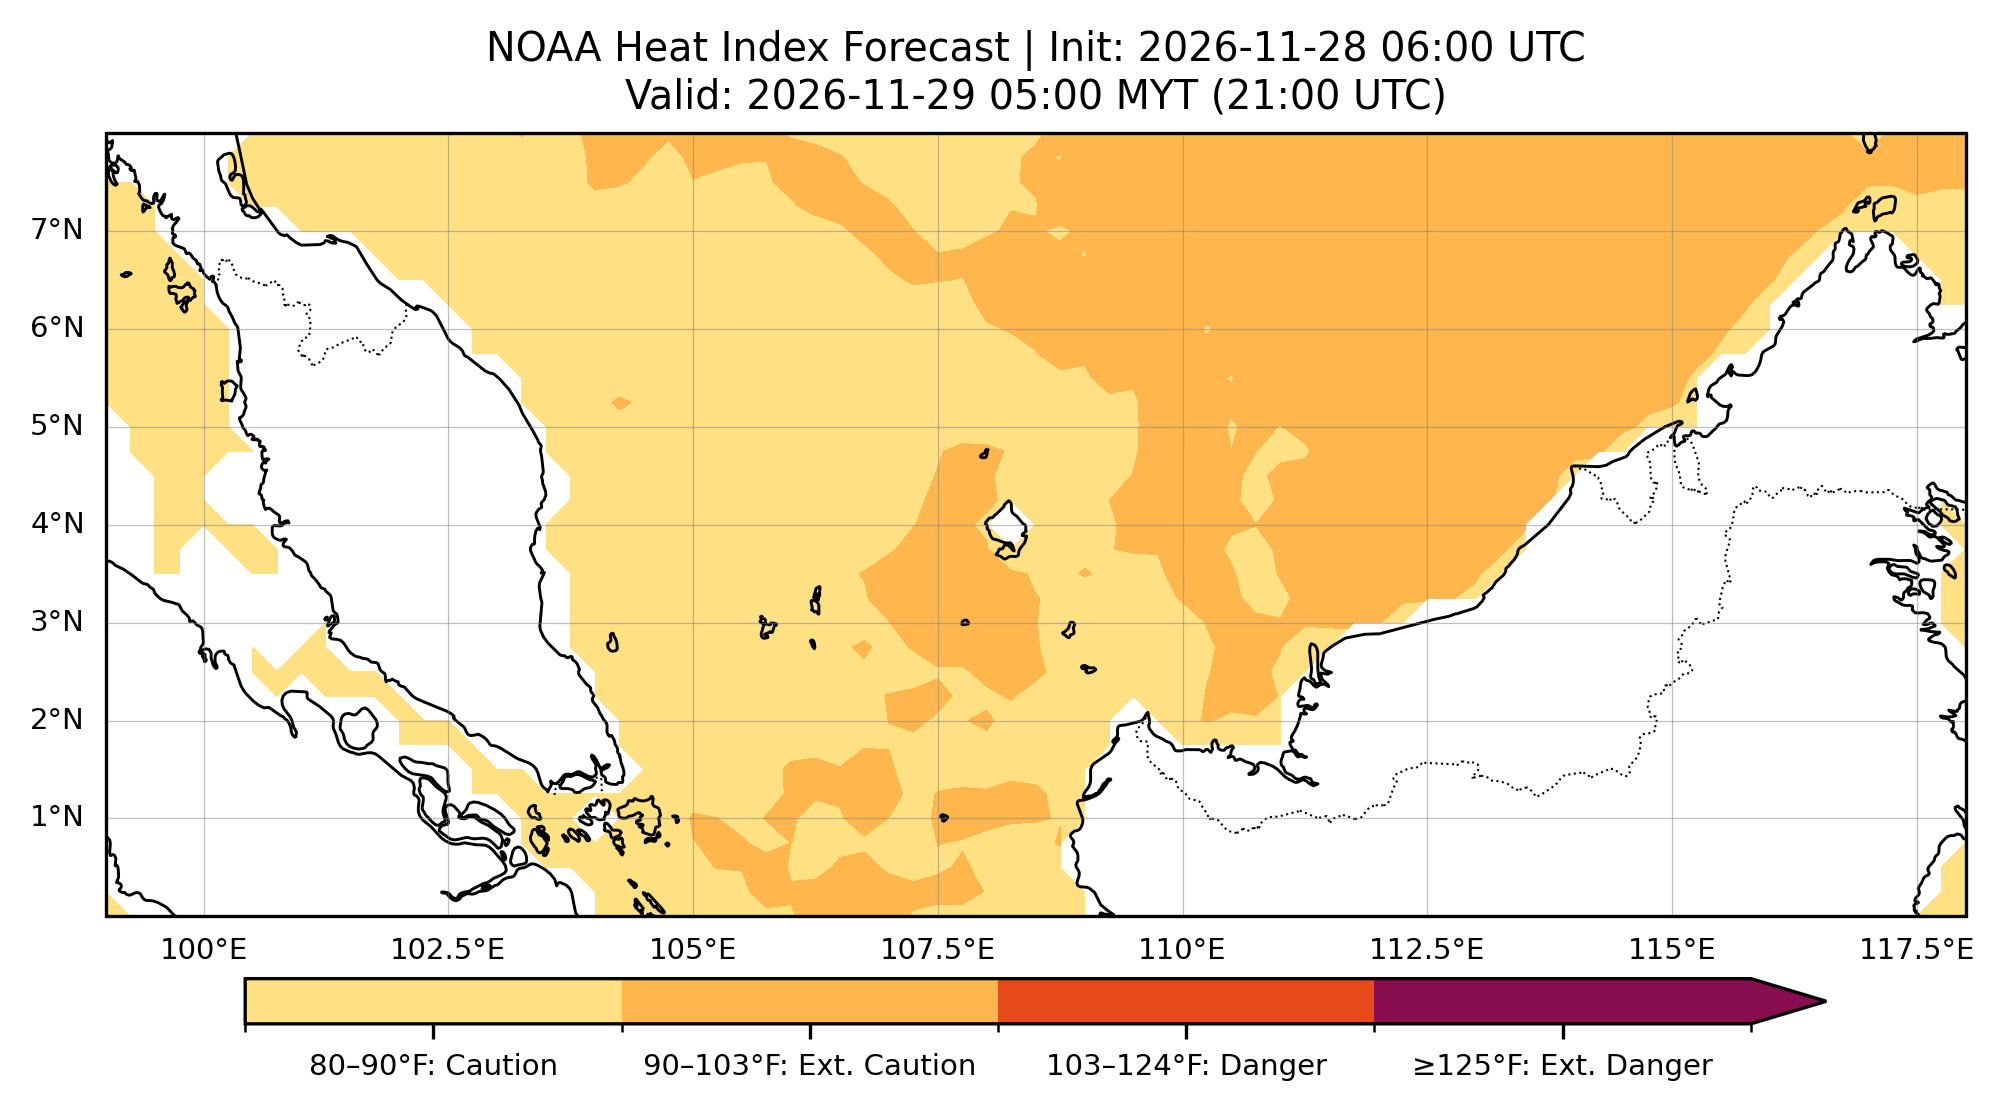 NOAA Heat Index Forecast | Init: 2026-11-28 06:00 UTC
Valid: 2026-11-29 05:00 MYT (21:00 UTC)
7°N
6°N
5°N
4°N
3°N
2°N
1°N
100°E 102.5°E 105°E 107.5°E 110°E 112.5°E 115°E 117.5°E
80–90°F: Caution 90–103°F: Ext. Caution 103–124°F: Danger ≥125°F: Ext. Danger